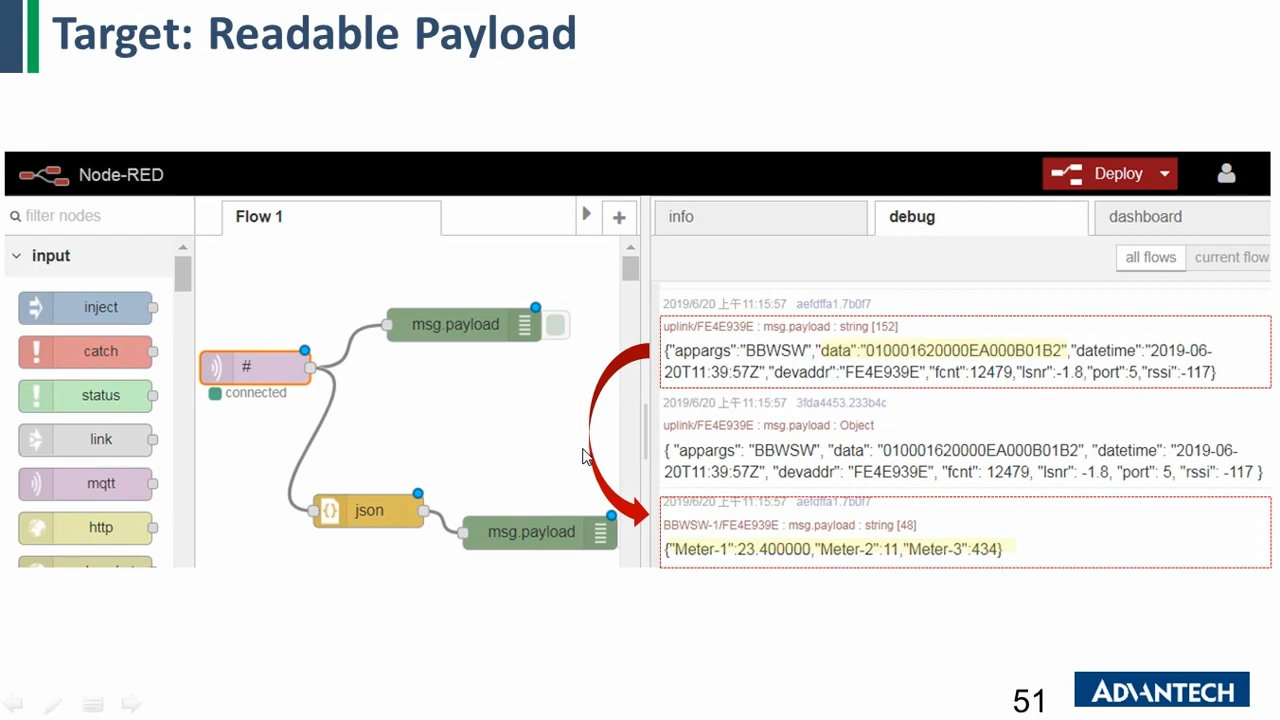 Target: Readable Payload
Node-RED
Deploy
filter nodes
Flow 1
+
info
debug
dashboard
input
all flows
current flow
inject
catch
status
link
mqtt
http
#
connected
msg.payload
json
msg.payload
2019/6/20 上午11:15:57 aefdffa1.7b0f7
uplink/FE4E939E : msg.payload : string [152]
{"appargs":"BBWSW","data":"010001620000EA000B01B2","datetime":"2019-06-
20T11:39:57Z","devaddr":"FE4E939E","fcnt":12479,"lsnr":-1.8,"port":5,"rssi":-117}
2019/6/20 上午11:15:57 3fda4453.233b4c
uplink/FE4E939E : msg.payload : Object
{ "appargs": "BBWSW", "data": "010001620000EA000B01B2", "datetime": "2019-06-
20T11:39:57Z", "devaddr": "FE4E939E", "fcnt": 12479, "lsnr": -1.8, "port": 5, "rssi": -117 }
2019/6/20 上午11:15:57 aefdffa1.7b0f7
BBWSW-1/FE4E939E : msg.payload : string [48]
{"Meter-1":23.400000,"Meter-2":11,"Meter-3":434}
51
ADVANTECH